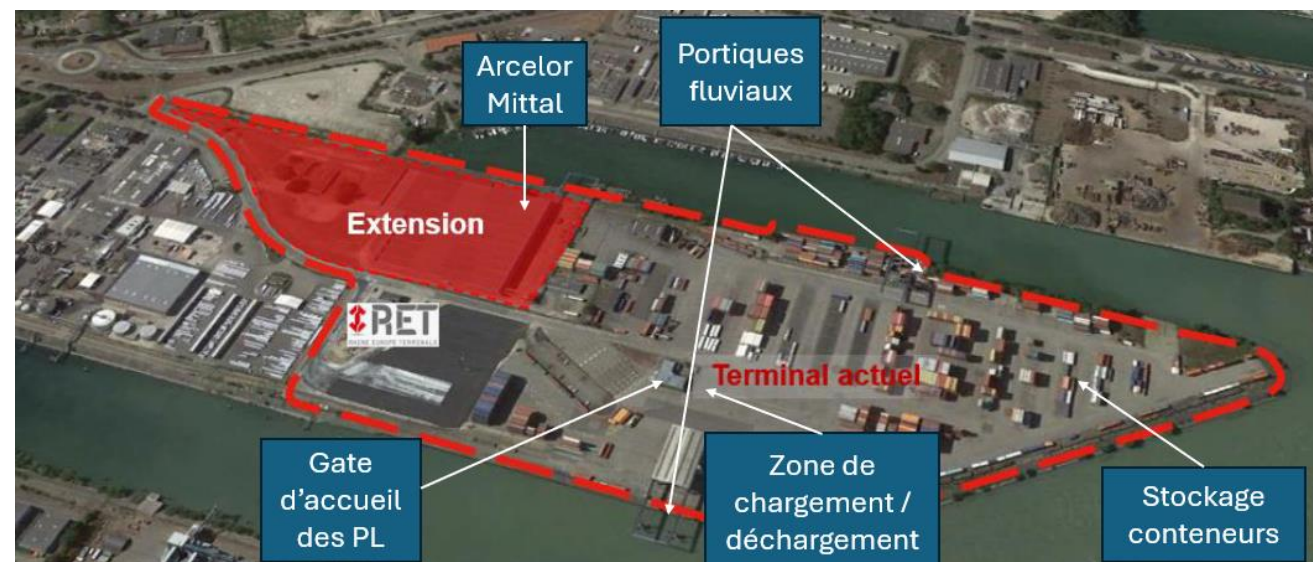 Arcelor
Mittal
Portiques
fluviaux
Extension
RET
RHINE EUROPE TERMINALS
Terminal actuel
Gate
d'accueil
des PL
Zone de
chargement /
déchargement
Stockage
conteneurs